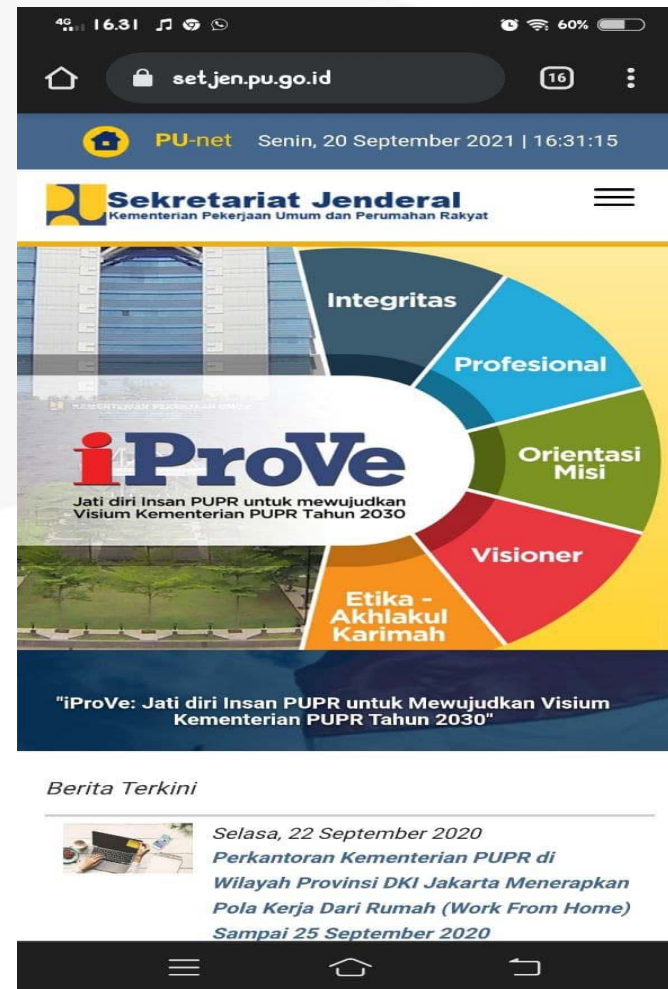 4G 16.31 60%
setjen.pu.go.id 16
PU-net Senin, 20 September 2021 | 16:31:15
Sekretariat Jenderal
Kementerian Pekerjaan Umum dan Perumahan Rakyat
Integritas
Profesional
Orientasi
Misi
Visioner
Etika -
Akhlakul
Karimah
iProVe
Jati diri Insan PUPR untuk mewujudkan
Visium Kementerian PUPR Tahun 2030
"iProVe: Jati diri Insan PUPR untuk Mewujudkan Visium
Kementerian PUPR Tahun 2030"
Berita Terkini
Selasa, 22 September 2020
Perkantoran Kementerian PUPR di
Wilayah Provinsi DKI Jakarta Menerapkan
Pola Kerja Dari Rumah (Work From Home)
Sampai 25 September 2020